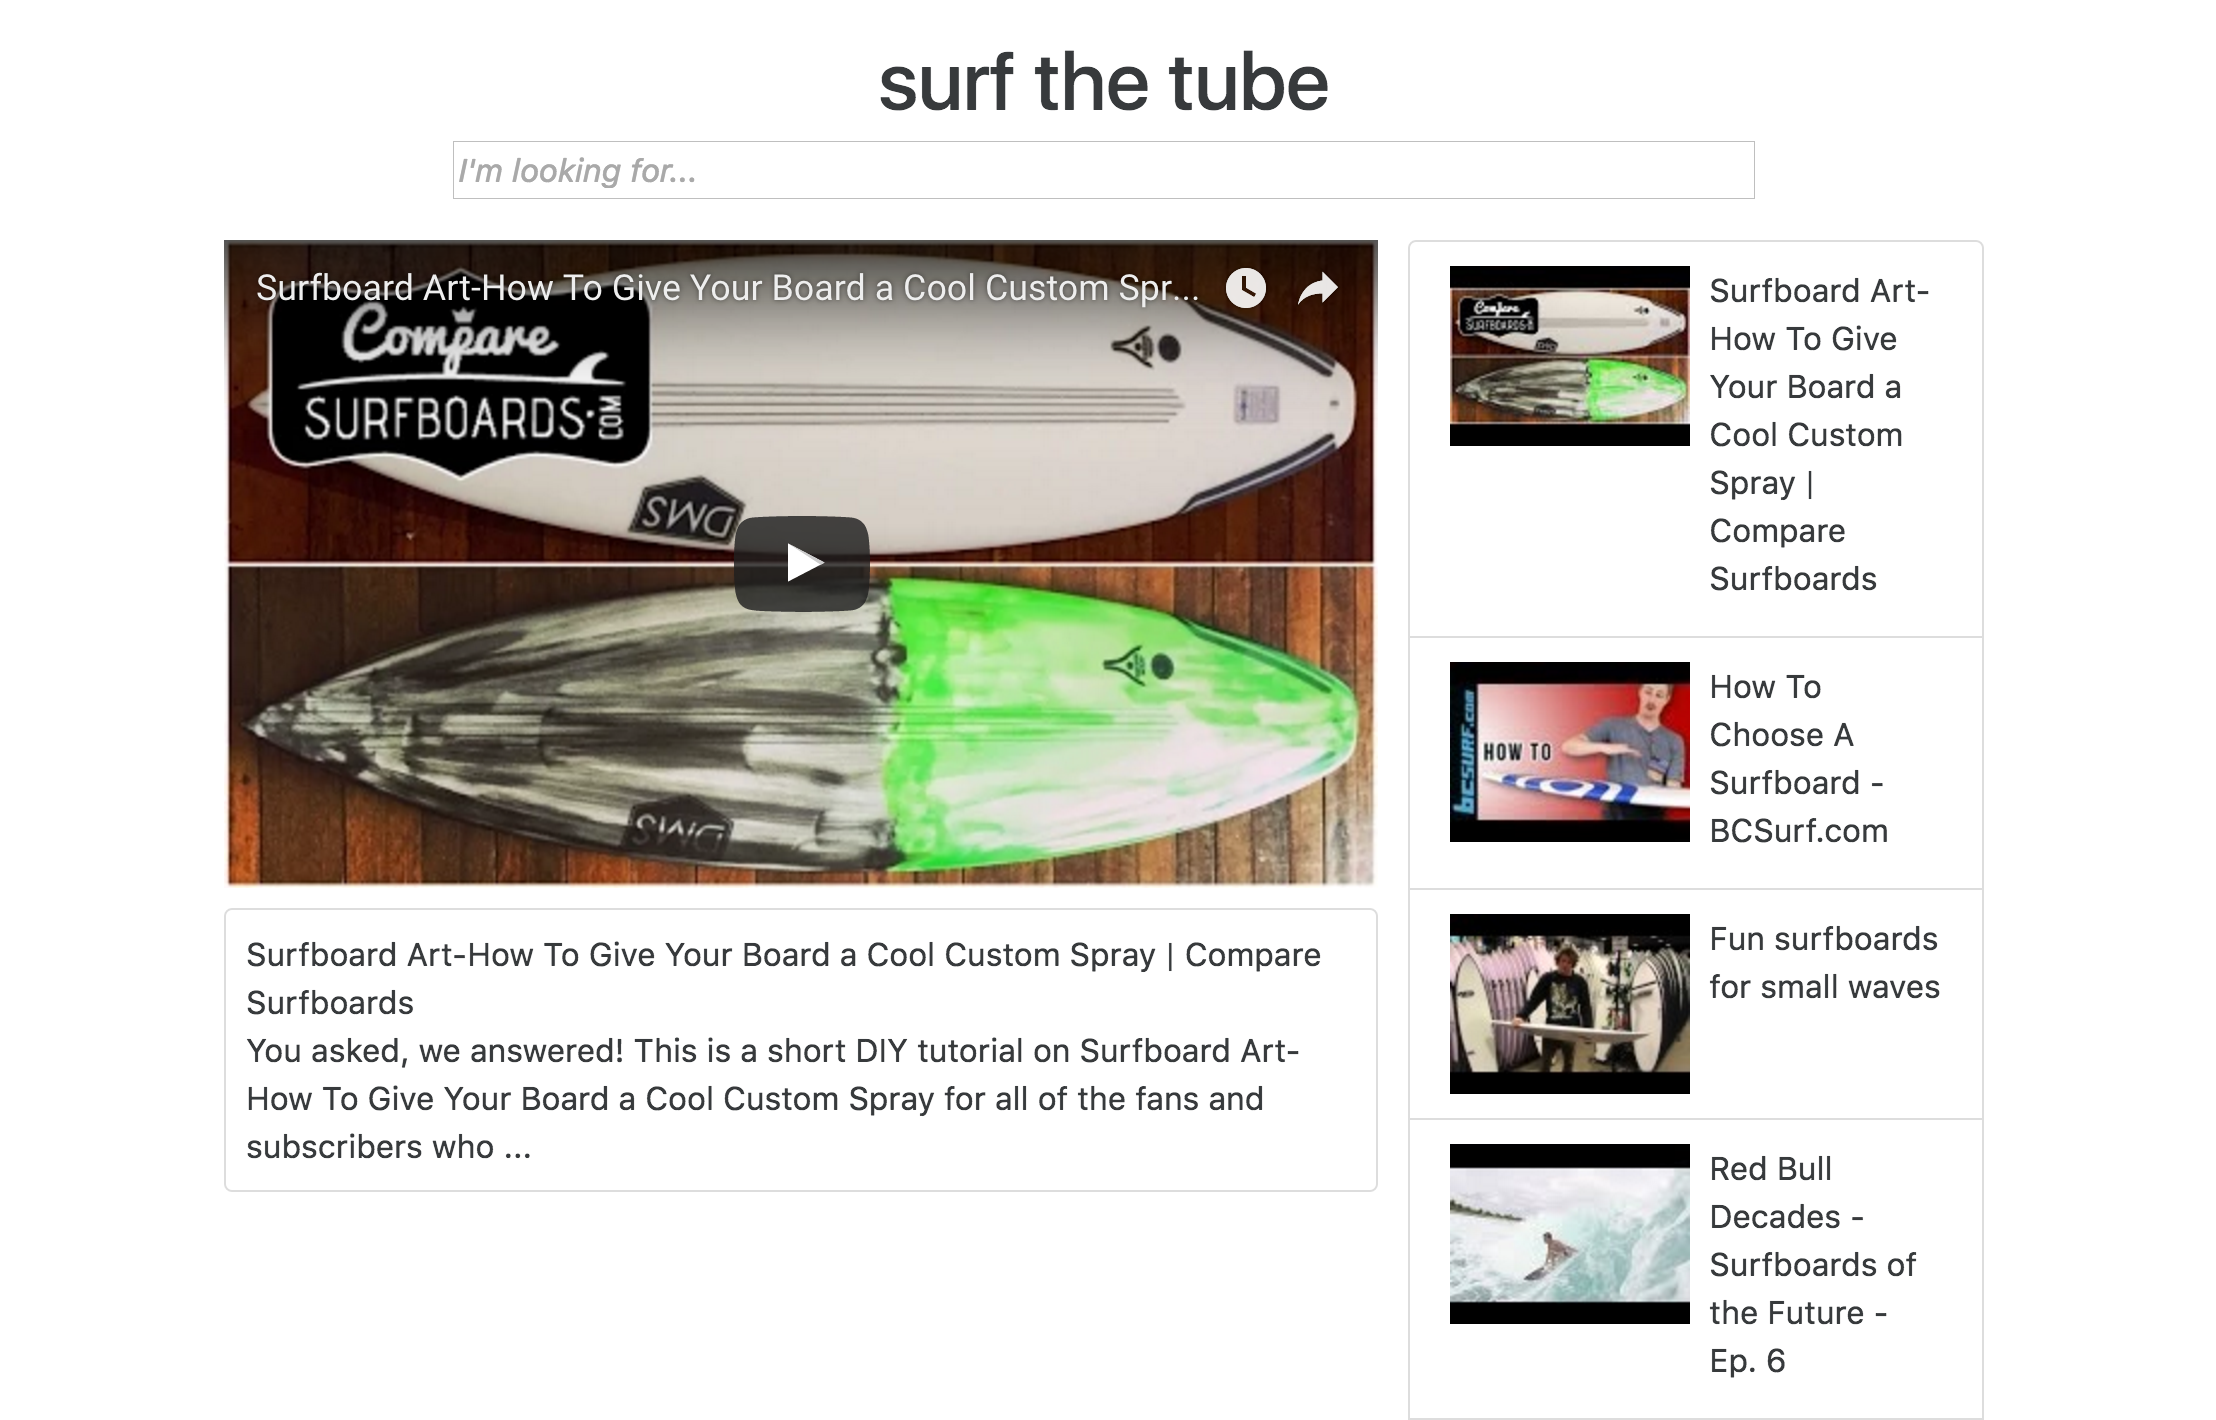 surf the tube
I'm looking for...
Surfboard Art-How To Give Your Board a Cool Custom Spr...
Compare
SURFBOARDS.COM
DMS
DMS
Surfboard Art-How To Give Your Board a Cool Custom Spray | Compare
Surfboards
You asked, we answered! This is a short DIY tutorial on Surfboard Art-
How To Give Your Board a Cool Custom Spray for all of the fans and
subscribers who ...
Compare
SURFBOARDS
DMS
Surfboard Art-
How To Give
Your Board a
Cool Custom
Spray |
Compare
Surfboards
bcsurf.com
HOW TO
How To
Choose A
Surfboard -
BCSurf.com
Fun surfboards
for small waves
Red Bull
Decades -
Surfboards of
the Future -
Ep. 6